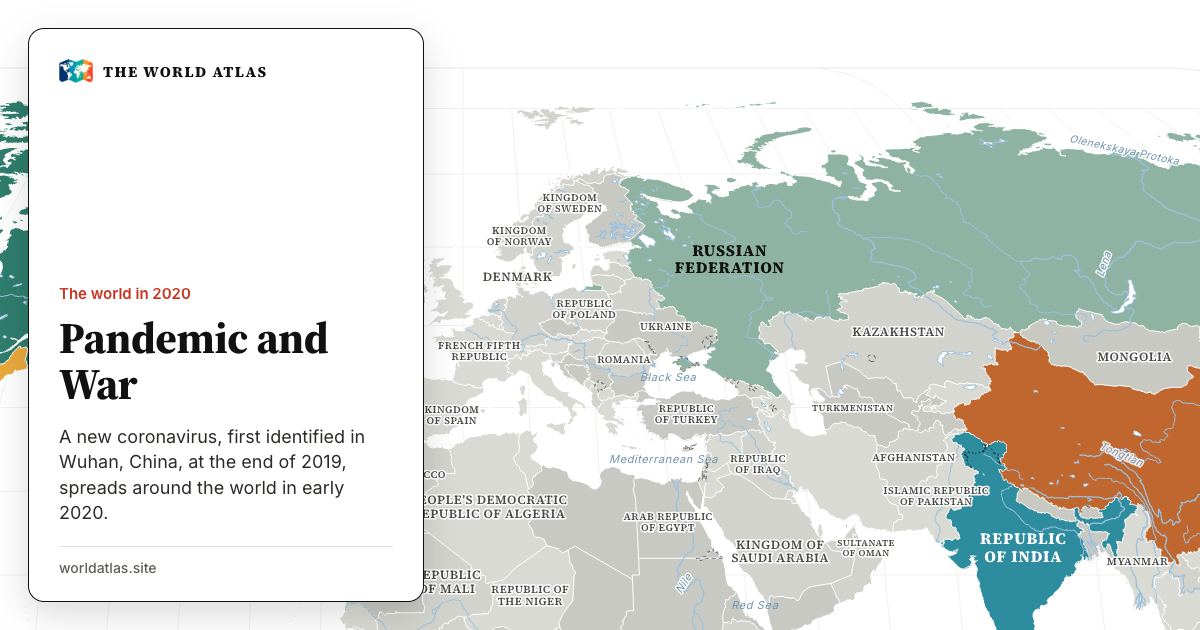 THE WORLD ATLAS
The world in 2020
Pandemic and
War
A new coronavirus, first identified in
Wuhan, China, at the end of 2019,
spreads around the world in early
2020.
worldatlas.site
Olenekskaya Protoka
KINGDOM
OF SWEDEN
KINGDOM
OF NORWAY
RUSSIAN
FEDERATION
Lena
DENMARK
REPUBLIC
OF POLAND
UKRAINE
KAZAKHSTAN
FRENCH FIFTH
REPUBLIC
ROMANIA
MONGOLIA
Black Sea
KINGDOM
OF SPAIN
REPUBLIC
OF TURKEY
TURKMENISTAN
Mediterranean Sea
REPUBLIC
OF IRAQ
AFGHANISTAN
Tongtian
CCO
EOPLE'S DEMOCRATIC
EPUBLIC OF ALGERIA
ISLAMIC REPUBLIC
OF PAKISTAN
ARAB REPUBLIC
OF EGYPT
KINGDOM OF
SAUDI ARABIA
SULTANATE
OF OMAN
REPUBLIC
OF INDIA
MYANMAR
EPUBLIC
OF MALI
REPUBLIC OF
THE NIGER
Nile
Red Sea